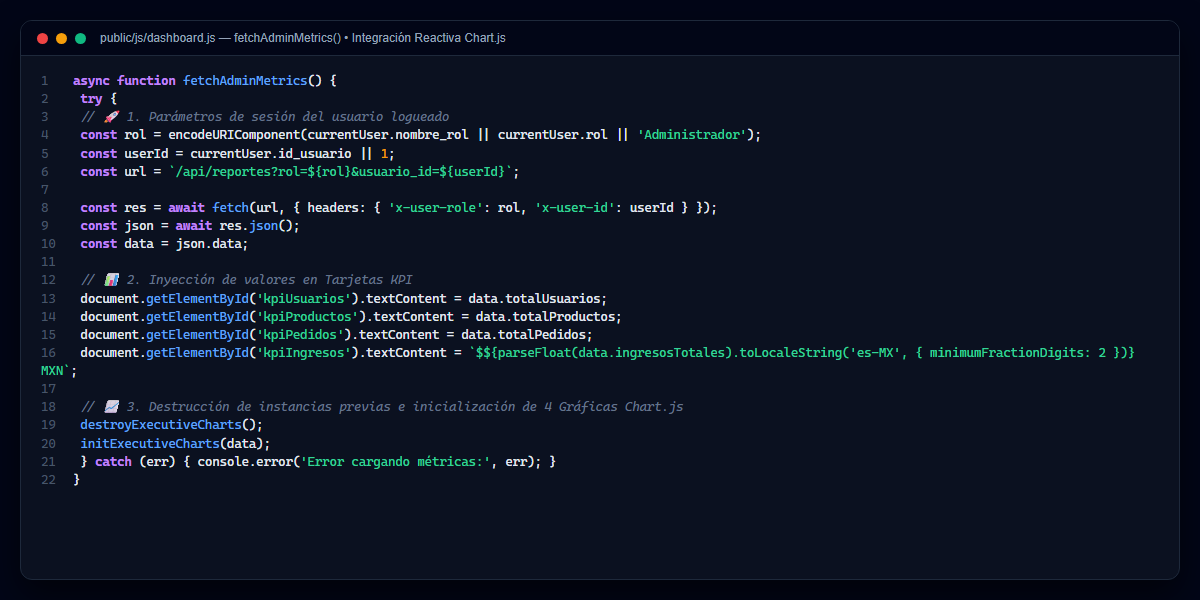 public/js/dashboard.js — fetchAdminMetrics() • Integración Reactiva Chart.js
1 async function fetchAdminMetrics() {
2 try {
3 // 🚀 1. Parámetros de sesión del usuario logueado
4 const rol = encodeURIComponent(currentUser.nombre_rol || currentUser.rol || 'Administrador');
5 const userId = currentUser.id_usuario || 1;
6 const url = `/api/reportes?rol=${rol}&usuario_id=${userId}`;
7
8 const res = await fetch(url, { headers: { 'x-user-role': rol, 'x-user-id': userId } });
9 const json = await res.json();
10 const data = json.data;
11
12 // 📊 2. Inyección de valores en Tarjetas KPI
13 document.getElementById('kpiUsuarios').textContent = data.totalUsuarios;
14 document.getElementById('kpiProductos').textContent = data.totalProductos;
15 document.getElementById('kpiPedidos').textContent = data.totalPedidos;
16 document.getElementById('kpiIngresos').textContent = `$${parseFloat(data.ingresosTotales).toLocaleString('es-MX', { minimumFractionDigits: 2 })}
MXN`;
17
18 // 📈 3. Destrucción de instancias previas e inicialización de 4 Gráficas Chart.js
19 destroyExecutiveCharts();
20 initExecutiveCharts(data);
21 } catch (err) { console.error('Error cargando métricas:', err); }
22 }